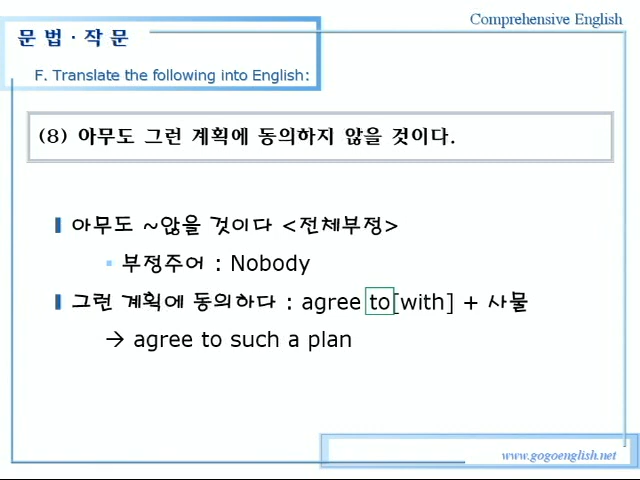 Comprehensive English
문 법 · 작 문
F. Translate the following into English:
(8) 아무도 그런 계획에 동의하지 않을 것이다.
아무도 ~않을 것이다 <전체부정>
부정주어 : Nobody
그런 계획에 동의하다 : agree to[with] + 사물
→ agree to such a plan
www.gogoenglish.net